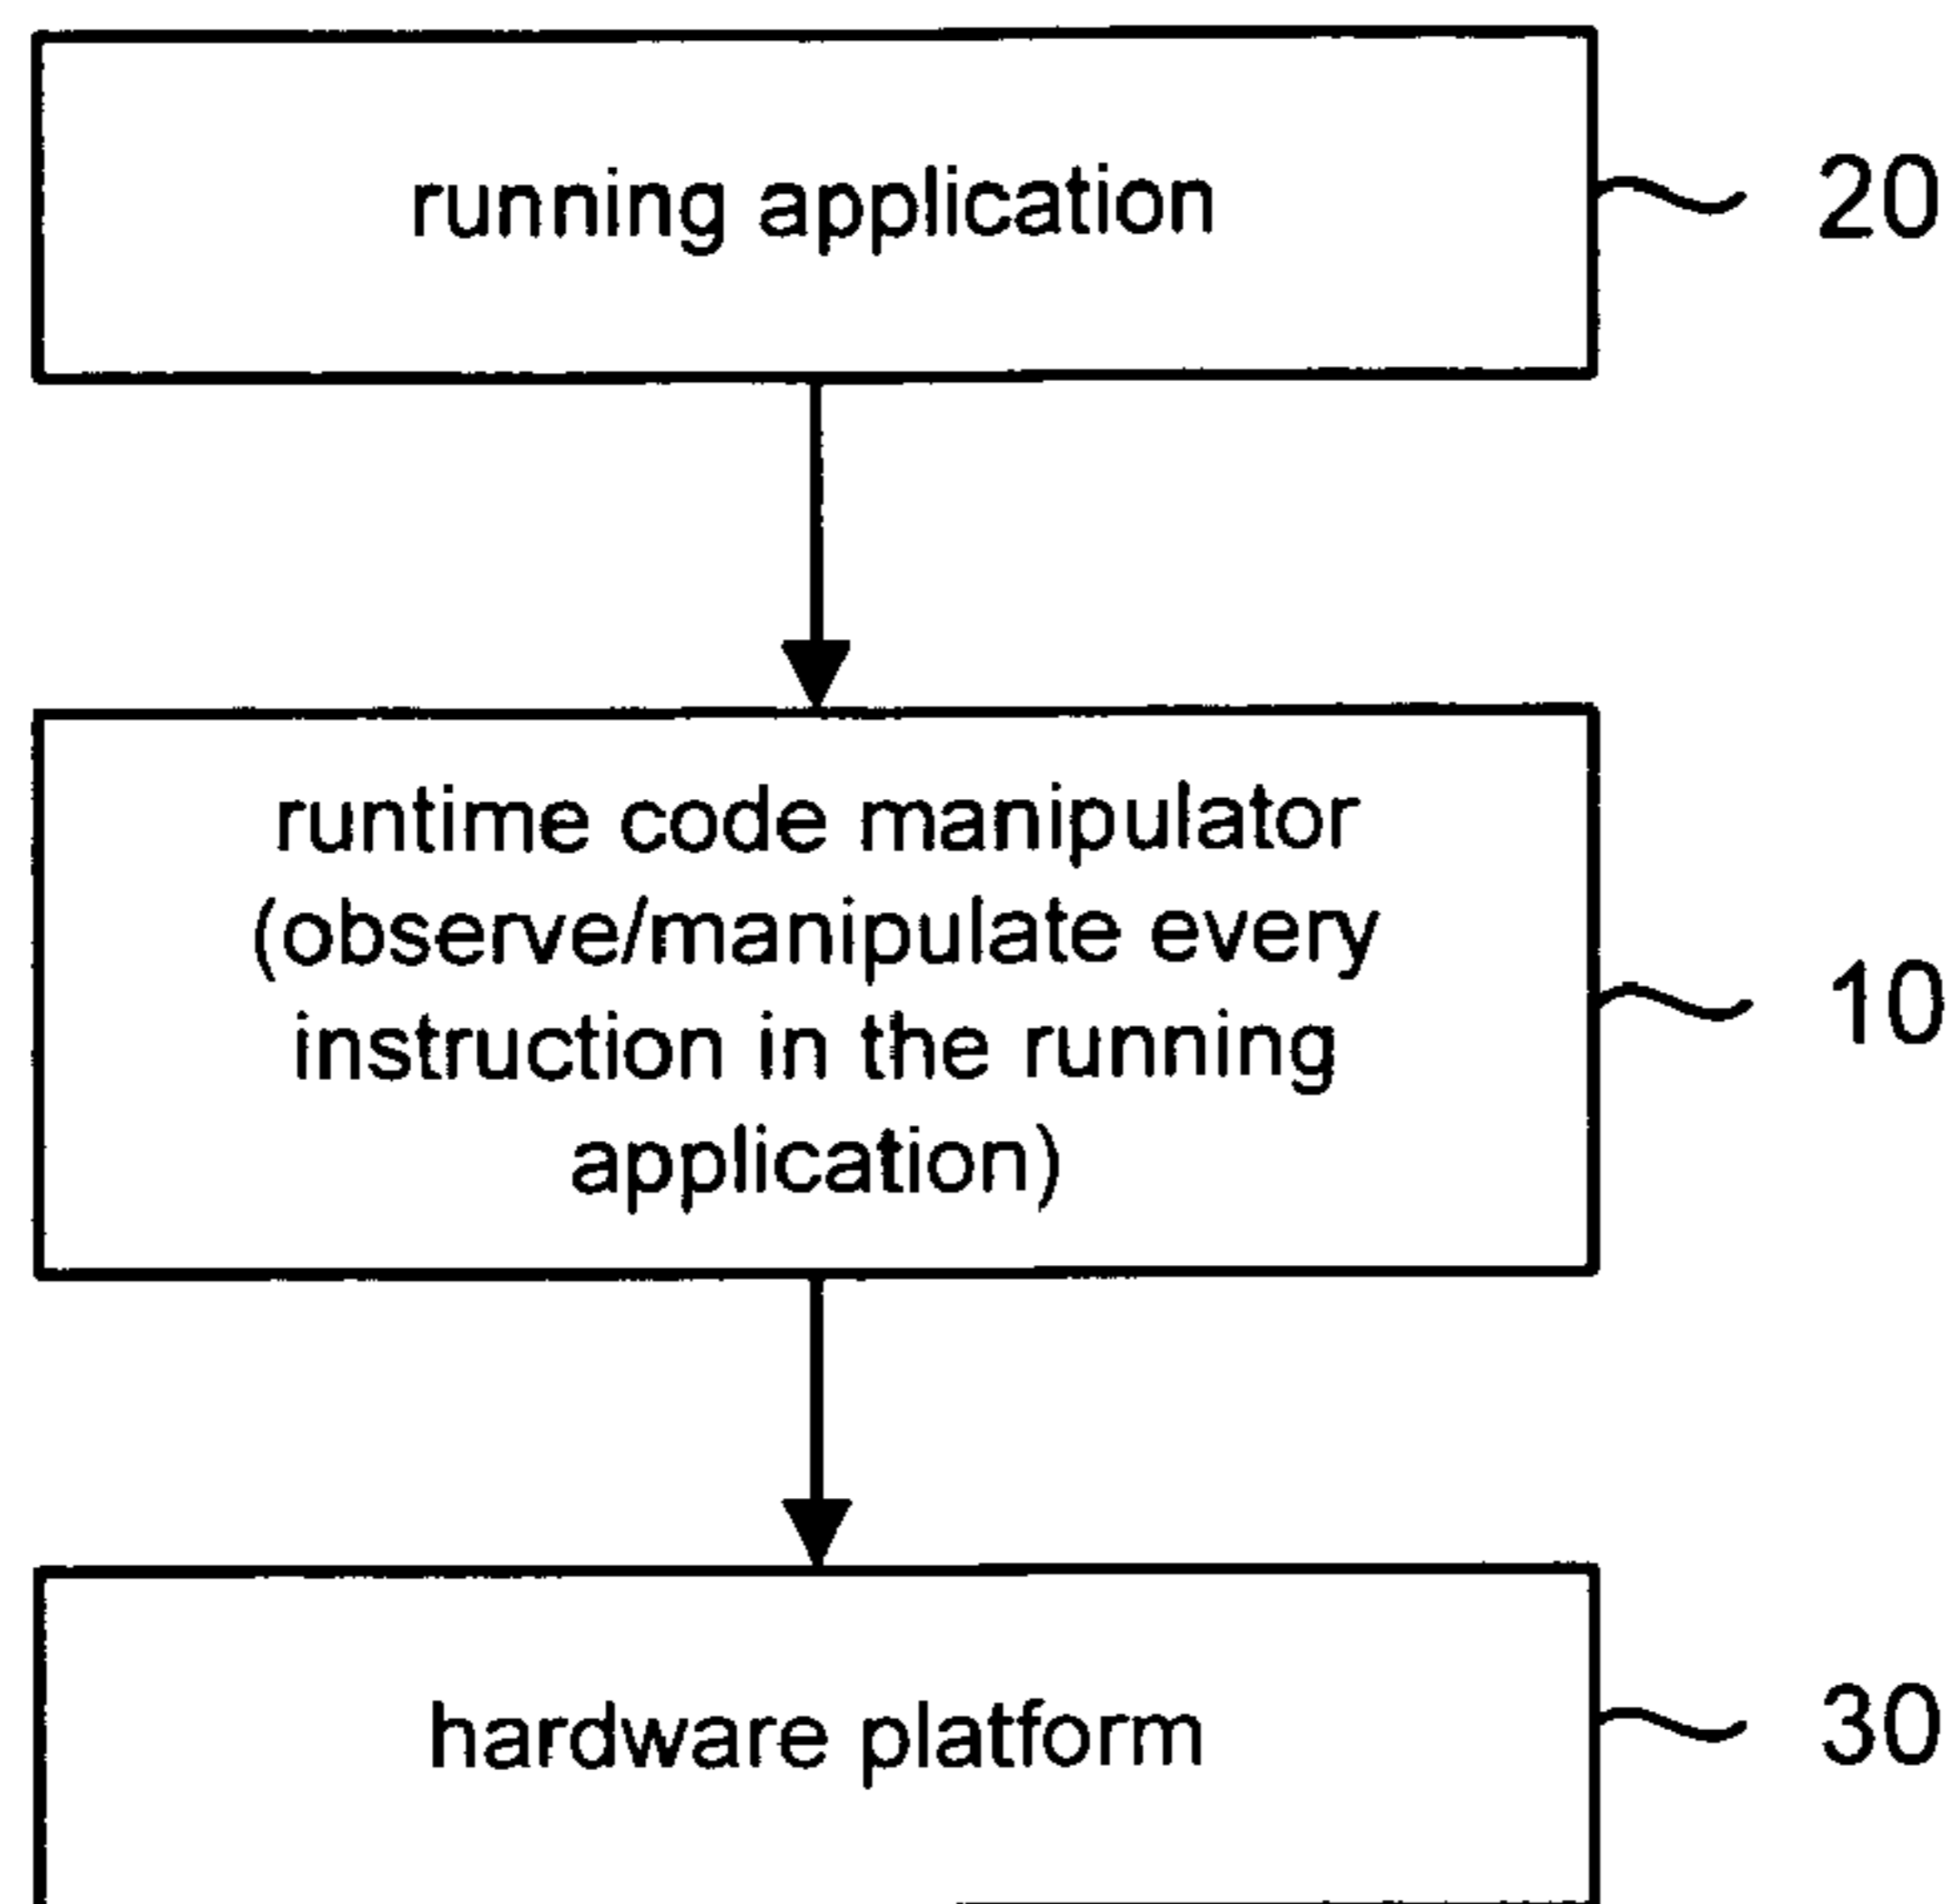 running application
20
runtime code manipulator
(observe/manipulate every
instruction in the running
application)
10
hardware platform
30